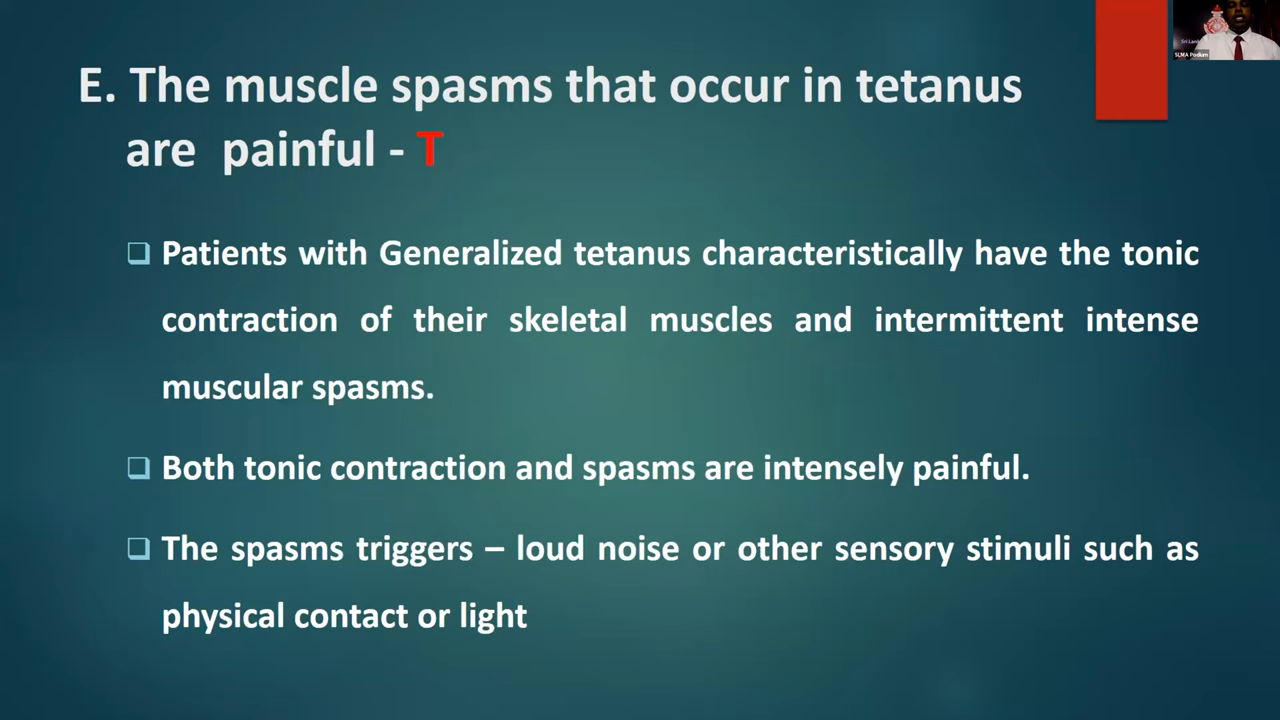 E. The muscle spasms that occur in tetanus
are painful - T
Patients with Generalized tetanus characteristically have the tonic
contraction of their skeletal muscles and intermittent intense
muscular spasms.
Both tonic contraction and spasms are intensely painful.
The spasms triggers – loud noise or other sensory stimuli such as
physical contact or light
SLMA Podium